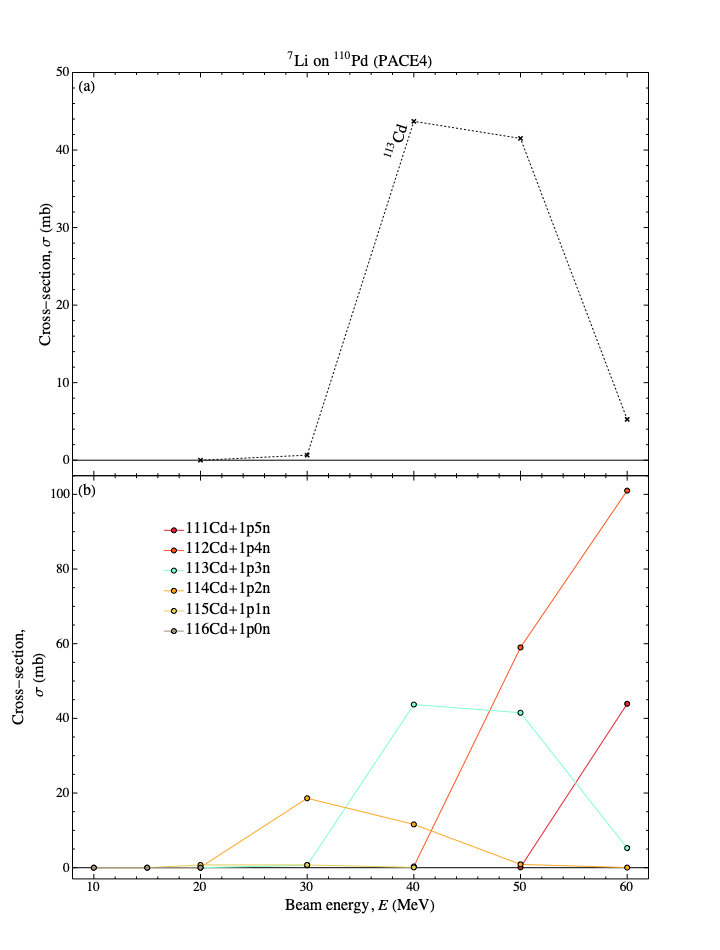 ⁷Li on ¹¹⁰Pd (PACE4)
(a)
50
40
30
20
10
0
Cross−section, σ (mb)
¹¹³Cd
(b)
100
80
60
40
20
0
Cross−section,
σ (mb)
111Cd+1p5n
112Cd+1p4n
113Cd+1p3n
114Cd+1p2n
115Cd+1p1n
116Cd+1p0n
10 20 30 40 50 60
Beam energy, E (MeV)